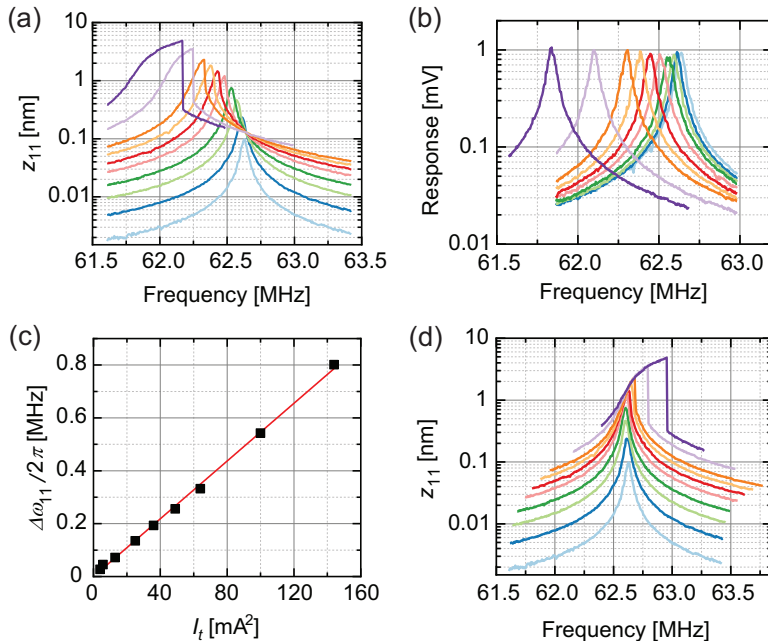 (a)
10
1
0.1
0.01
z11 [nm]
61.5 62.0 62.5 63.0 63.5
Frequency [MHz]
(b)
1
0.1
0.01
Response [mV]
61.5 62.0 62.5 63.0
Frequency [MHz]
(c)
0.8
0.6
0.4
0.2
0
Δω11/2π [MHz]
0 40 80 120 160
It [mA²]
(d)
10
1
0.1
0.01
z11 [nm]
61.5 62.0 62.5 63.0 63.5
Frequency [MHz]